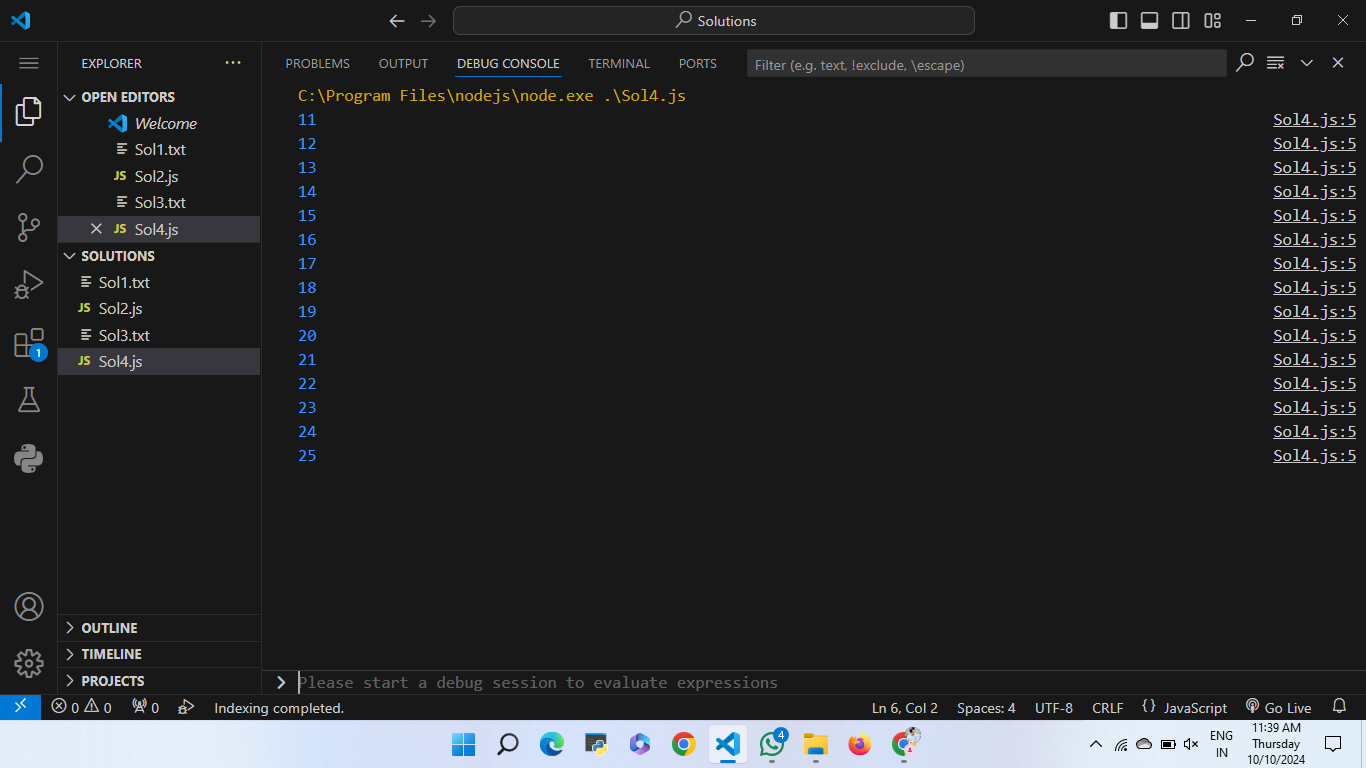 Solutions
EXPLORER
PROBLEMS OUTPUT DEBUG CONSOLE TERMINAL PORTS Filter (e.g. text, !exclude, \escape)
OPEN EDITORS
Welcome
Sol1.txt
JS Sol2.js
Sol3.txt
JS Sol4.js
SOLUTIONS
Sol1.txt
JS Sol2.js
Sol3.txt
JS Sol4.js
1
OUTLINE
TIMELINE
PROJECTS
C:\Program Files\nodejs\node.exe .\Sol4.js
11 Sol4.js:5
12 Sol4.js:5
13 Sol4.js:5
14 Sol4.js:5
15 Sol4.js:5
16 Sol4.js:5
17 Sol4.js:5
18 Sol4.js:5
19 Sol4.js:5
20 Sol4.js:5
21 Sol4.js:5
22 Sol4.js:5
23 Sol4.js:5
24 Sol4.js:5
25 Sol4.js:5
Please start a debug session to evaluate expressions
0 0 0 Indexing completed. Ln 6, Col 2 Spaces: 4 UTF-8 CRLF {} JavaScript Go Live
4
ENG
IN
11:39 AM
Thursday
10/10/2024